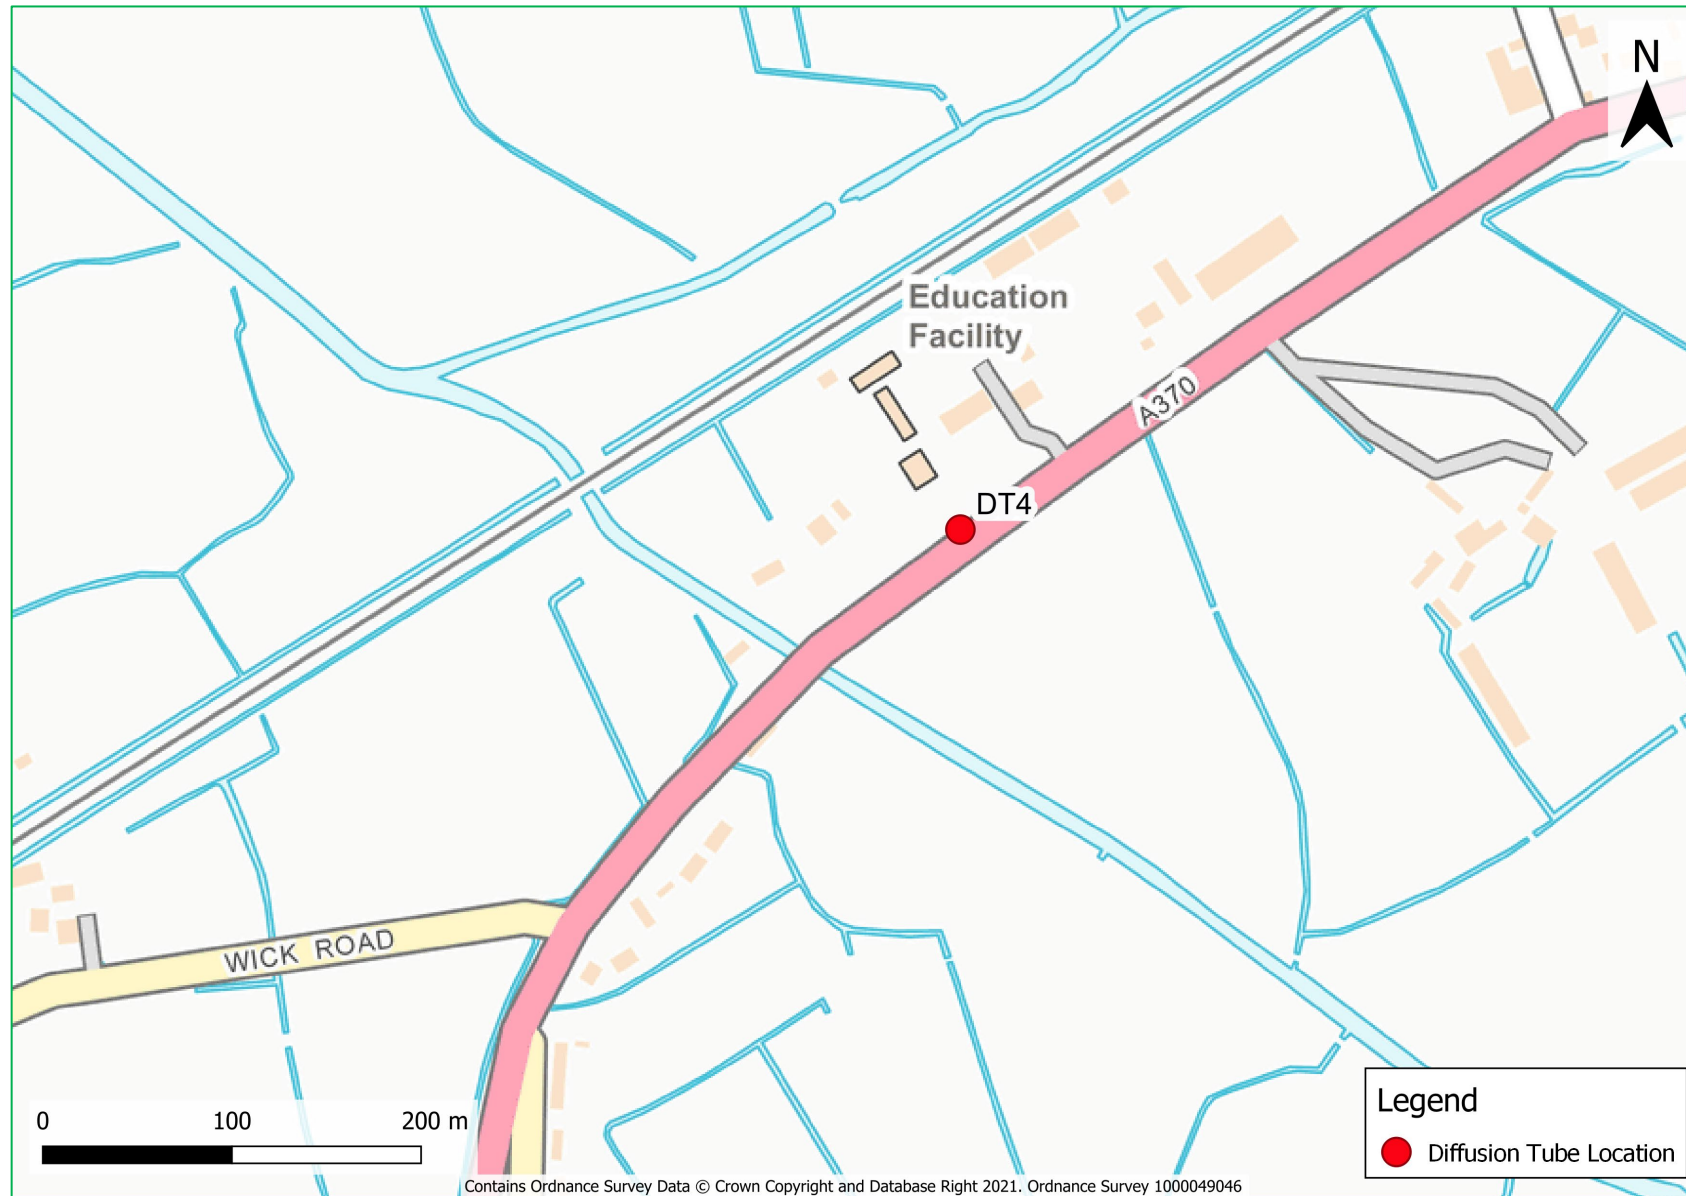 N
Education
Facility
A370
DT4
WICK ROAD
0 100 200 m
Legend
Diffusion Tube Location
Contains Ordnance Survey Data © Crown Copyright and Database Right 2021. Ordnance Survey 1000049046